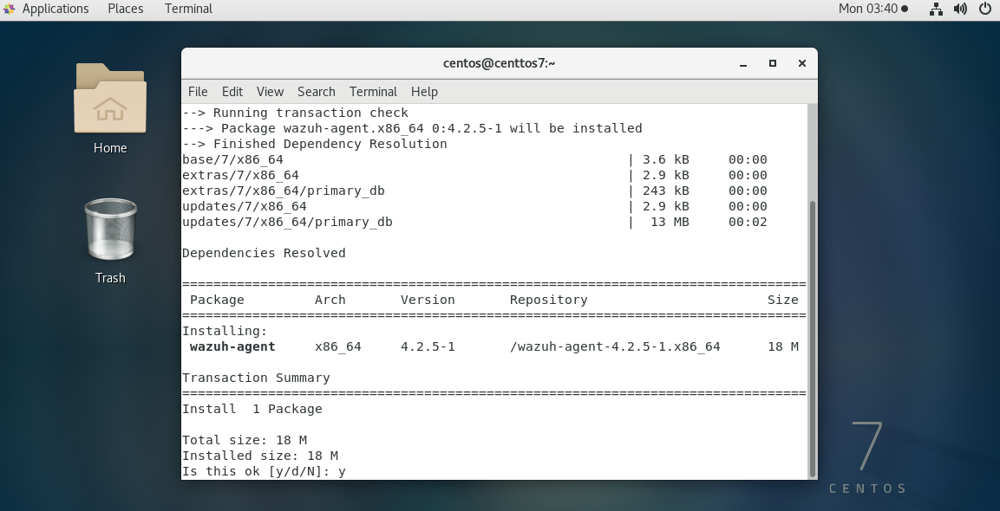 Applications Places Terminal Mon 03:40
centos@centtos7:~
File Edit View Search Terminal Help
--> Running transaction check
---> Package wazuh-agent.x86_64 0:4.2.5-1 will be installed
--> Finished Dependency Resolution
base/7/x86_64 | 3.6 kB 00:00
extras/7/x86_64 | 2.9 kB 00:00
extras/7/x86_64/primary_db | 243 kB 00:00
updates/7/x86_64 | 2.9 kB 00:00
updates/7/x86_64/primary_db | 13 MB 00:02
Dependencies Resolved
================================================================================
Package Arch Version Repository Size
================================================================================
Installing:
wazuh-agent x86_64 4.2.5-1 /wazuh-agent-4.2.5-1.x86_64 18 M
Transaction Summary
================================================================================
Install 1 Package
Total size: 18 M
Installed size: 18 M
Is this ok [y/d/N]: y
Home
Trash
7
CENTOS